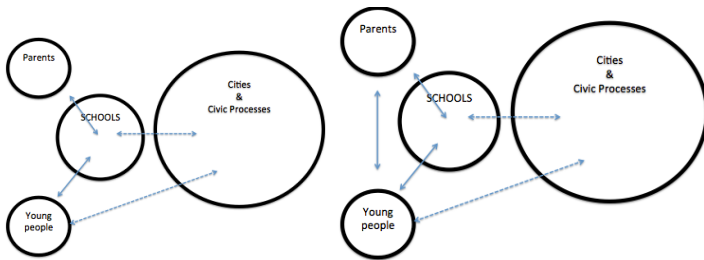 Parents
SCHOOLS
Cities
&
Civic Processes
Young
people
Parents
SCHOOLS
Cities
&
Civic Processes
Young
people